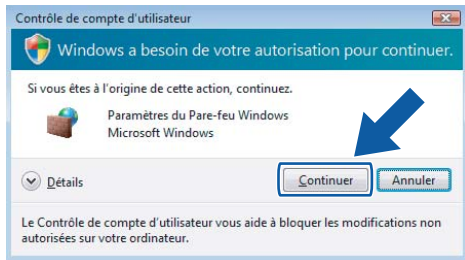 Contrôle de compte d'utilisateur
Windows a besoin de votre autorisation pour continuer.
Si vous êtes à l'origine de cette action, continuez.
Paramètres du Pare-feu Windows
Microsoft Windows
Détails
Continuer
Annuler
Le Contrôle de compte d'utilisateur vous aide à bloquer les modifications non
autorisées sur votre ordinateur.